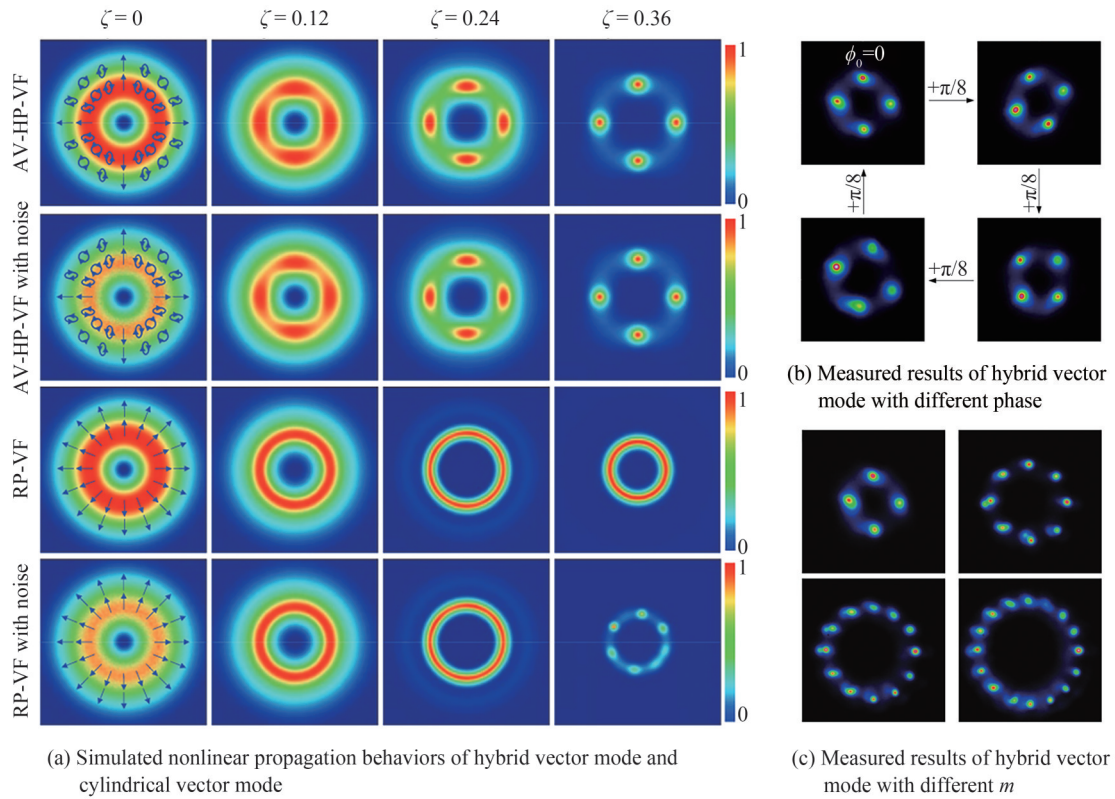 ζ = 0
ζ = 0.12
ζ = 0.24
ζ = 0.36
AV-HP-VF
1
0
AV-HP-VF with noise
1
0
RP-VF
1
0
RP-VF with noise
1
0
(a) Simulated nonlinear propagation behaviors of hybrid vector mode and
cylindrical vector mode
ϕ₀=0
+π/8
+π/8
+π/8
+π/8
(b) Measured results of hybrid vector
mode with different phase
(c) Measured results of hybrid vector
mode with different m